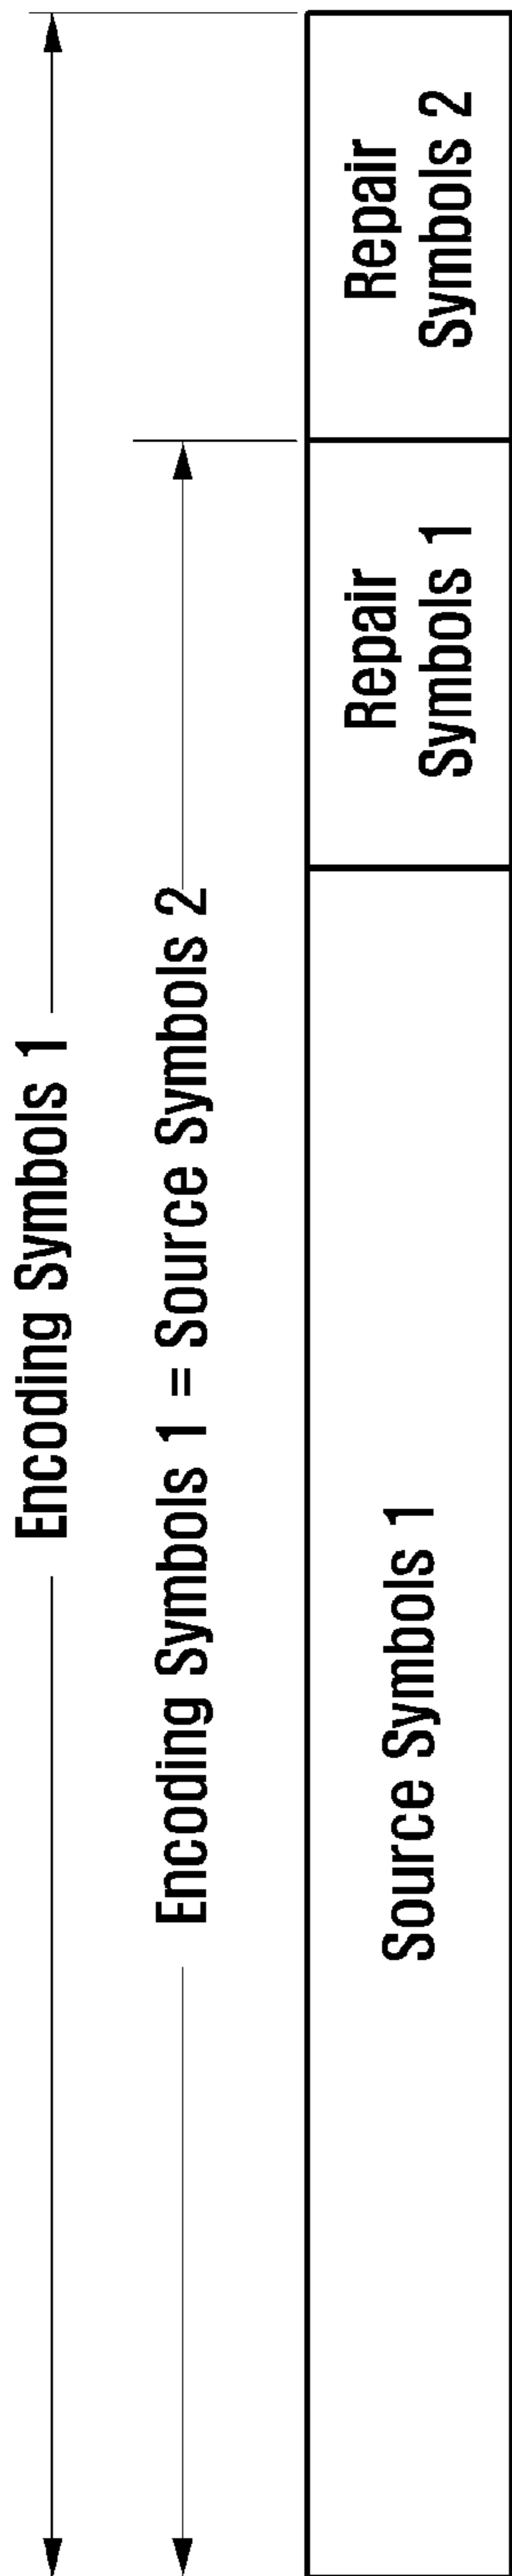 Encoding Symbols 1
Encoding Symbols 1 = Source Symbols 2
Source Symbols 1
Repair
Symbols 1
Repair
Symbols 2